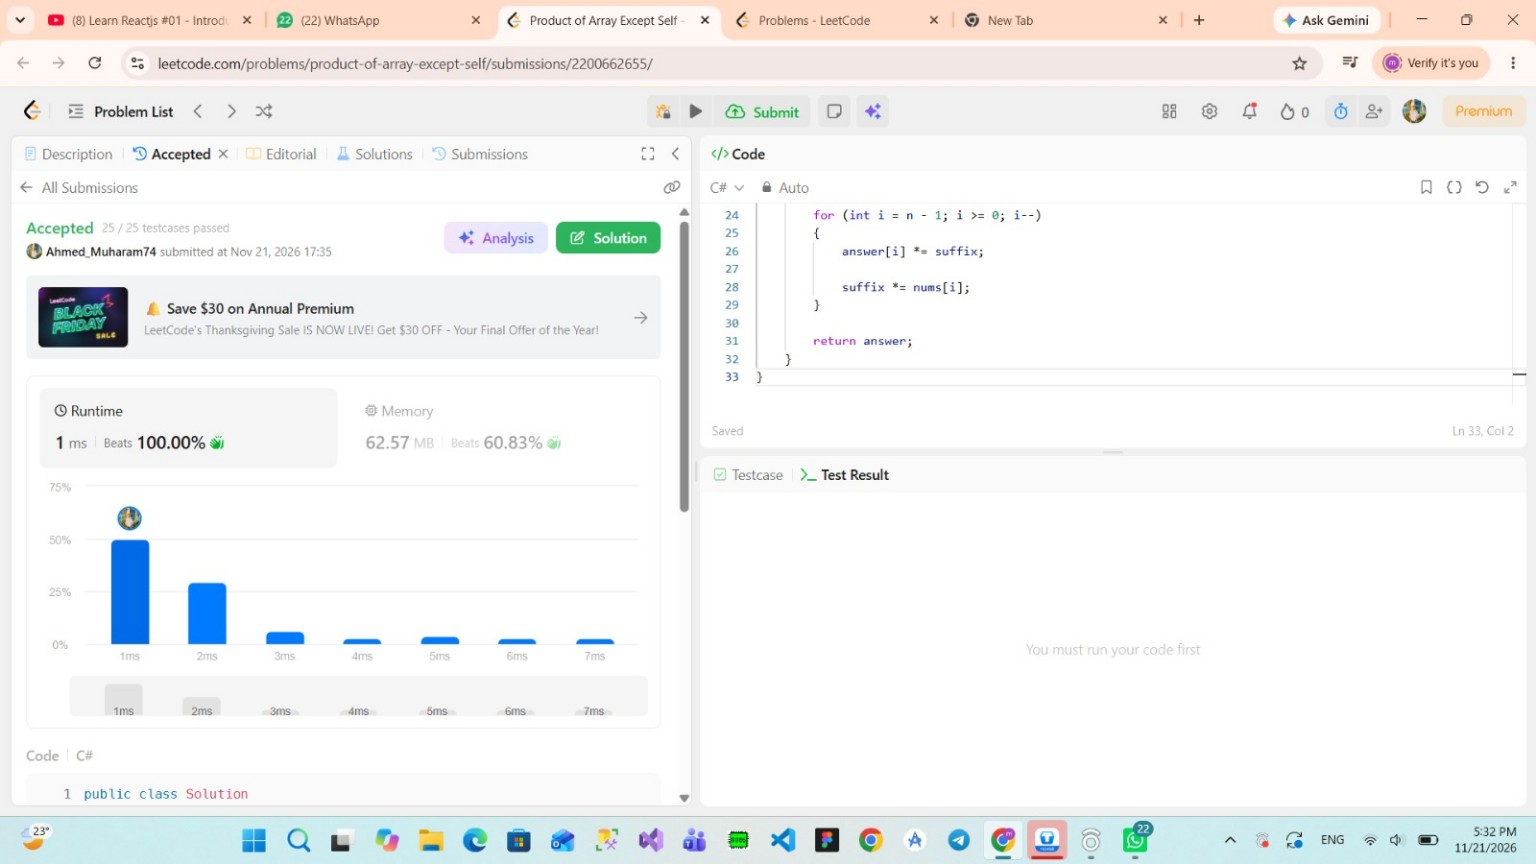 (8) Learn Reactjs #01 - Introdu
(22) WhatsApp
Product of Array Except Self -
Problems - LeetCode
New Tab
Ask Gemini
leetcode.com/problems/product-of-array-except-self/submissions/2200662655/
Verify it's you
Problem List
Submit
0
Premium
Description
Accepted
Editorial
Solutions
Submissions
All Submissions
Accepted 25 / 25 testcases passed
Ahmed_Muharam74 submitted at Nov 21, 2026 17:35
Analysis
Solution
LeetCode
BLACK
FRIDAY
SALE
Save $30 on Annual Premium
LeetCode's Thanksgiving Sale IS NOW LIVE! Get $30 OFF - Your Final Offer of the Year!
Runtime
1 ms | Beats 100.00%
Memory
62.57 MB | Beats 60.83%
75%
50%
25%
0%
1ms 2ms 3ms 4ms 5ms 6ms 7ms
1ms 2ms 3ms 4ms 5ms 6ms 7ms
Code | C#
1 public class Solution
</> Code
C#
Auto
24 for (int i = n - 1; i >= 0; i--)
25 {
26 answer[i] *= suffix;
27
28 suffix *= nums[i];
29 }
30
31 return answer;
32 }
33 }
Saved
Ln 33, Col 2
Testcase
Test Result
You must run your code first
23°
22
ENG
5:32 PM
11/21/2026